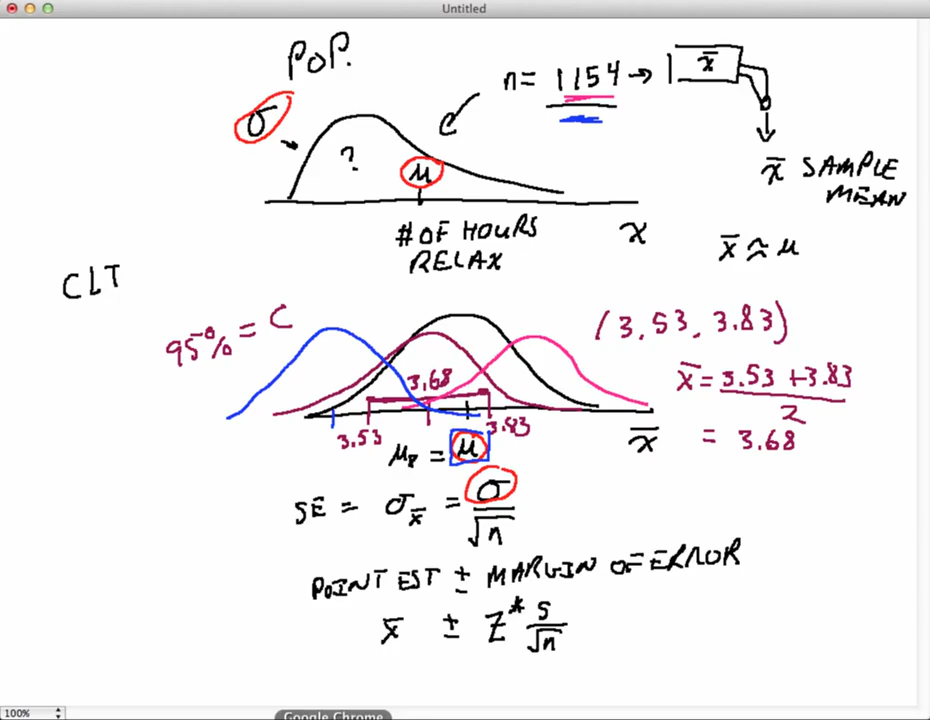 Untitled
POP.
n = 1154 → x̄
σ
?
μ
x̄ SAMPLE
MEAN
# OF HOURS
RELAX
x
x̄ ≈ μ
CLT
95% = C
(3.53, 3.83)
3.68
x̄ = 3.53 + 3.83
2
= 3.68
3.53
3.83
x̄
μx̄ = μ
SE = σx̄ = σ
√n
POINT EST ± MARGIN OF ERROR
x̄ ± Z* s
√n
100%
Google Chrome